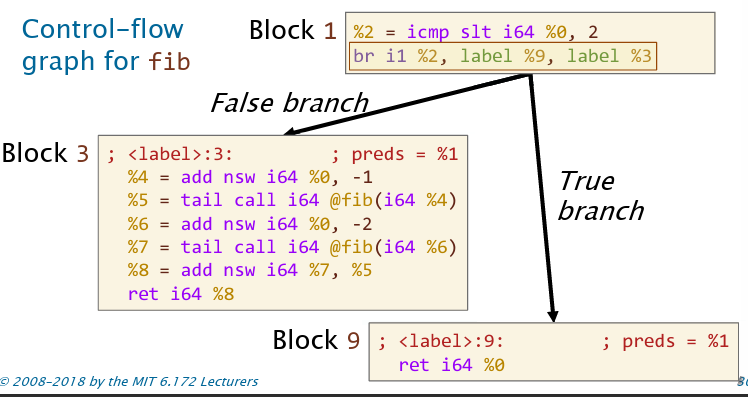 Control-flow
graph for fib
Block 1
%2 = icmp slt i64 %0, 2
br i1 %2, label %9, label %3
False branch
True
branch
Block 3
; <label>:3: ; preds = %1
%4 = add nsw i64 %0, -1
%5 = tail call i64 @fib(i64 %4)
%6 = add nsw i64 %0, -2
%7 = tail call i64 @fib(i64 %6)
%8 = add nsw i64 %7, %5
ret i64 %8
Block 9
; <label>:9: ; preds = %1
ret i64 %0
© 2008–2018 by the MIT 6.172 Lecturers